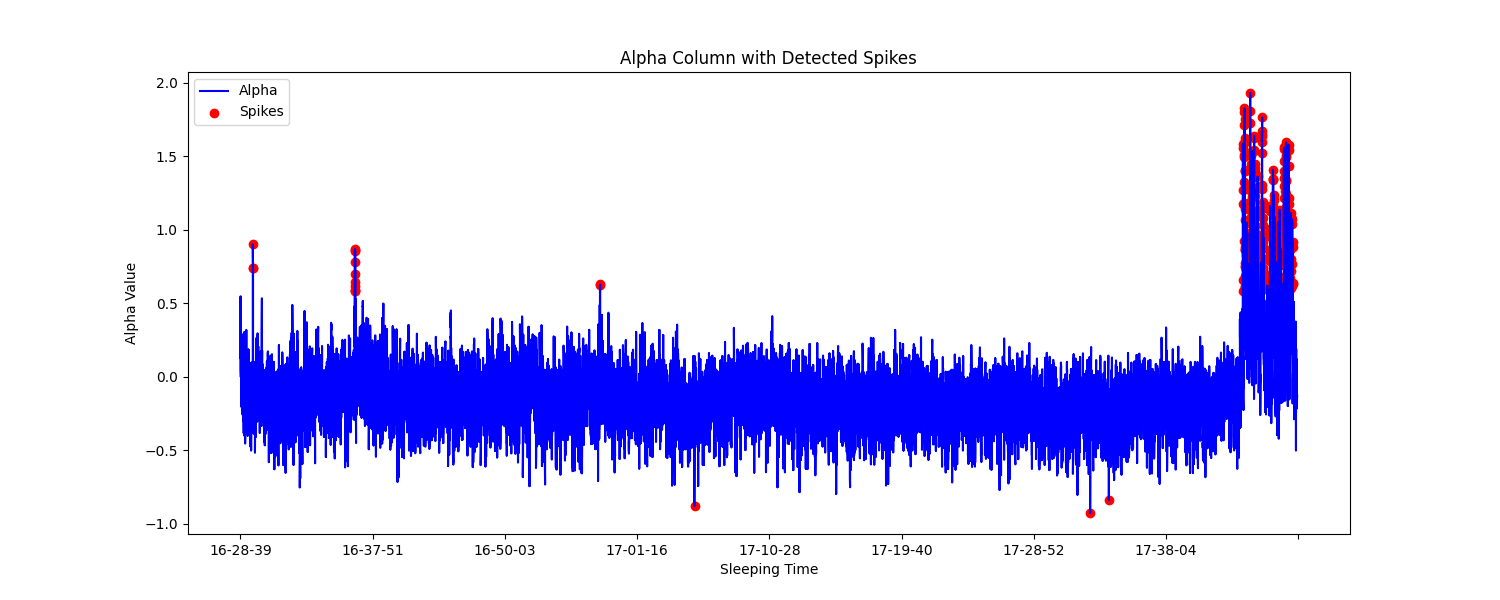 Alpha Column with Detected Spikes
Alpha
Spikes
Alpha Value
2.0
1.5
1.0
0.5
0.0
−0.5
−1.0
16-28-39 16-37-51 16-50-03 17-01-16 17-10-28 17-19-40 17-28-52 17-38-04
Sleeping Time